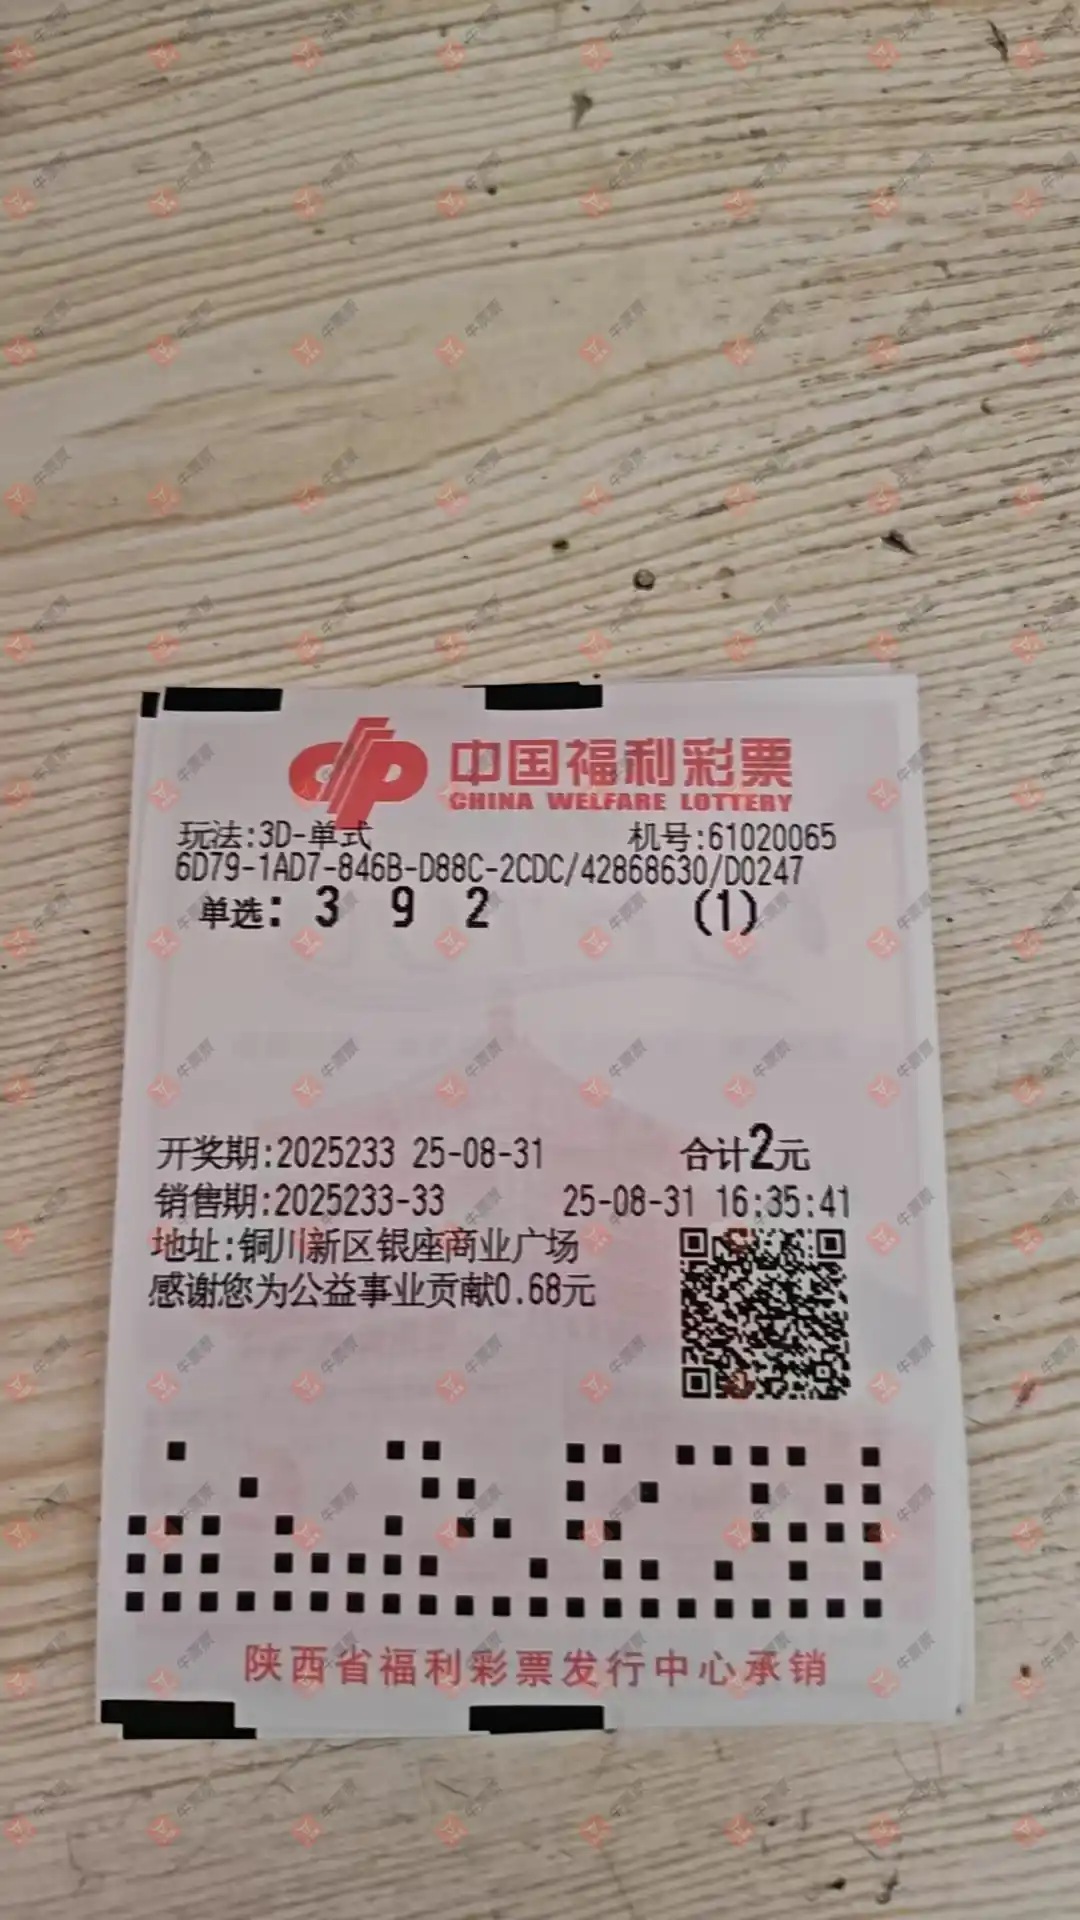 中国福利彩票
CHINA WELFARE LOTTERY
玩法:3D-单式 机号:61020065
6D79-1AD7-846B-D88C-2CDC/42868630/D0247
单选: 3 9 2 (1)
开奖期:2025233 25-08-31 合计2元
销售期:2025233-33 25-08-31 16:35:41
地址:铜川新区银座商业广场
感谢您为公益事业贡献0.68元
陕西省福利彩票发行中心承销